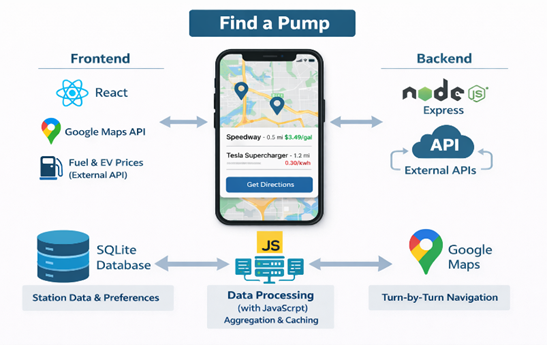 Find a Pump
Frontend
React
Google Maps API
Fuel & EV Prices
(External API)
Speedway - 0.5 mi $3.49/gal
Tesla Supercharger - 1.2 mi
0.30/kwh
Get Directions
Backend
node JS
Express
API
External APIs
SQLite
Database
Station Data & Preferences
JS
Data Processing
(with JavaScrpt)
Aggregation & Caching
Google
Maps
Turn-by-Turn Navigation